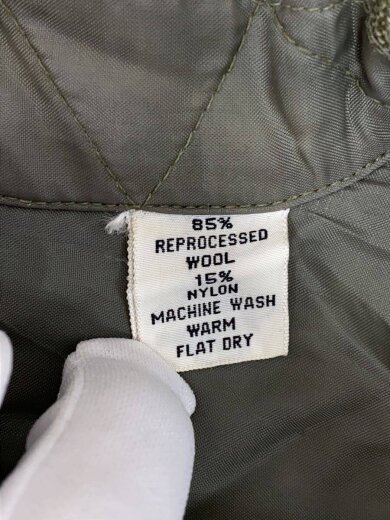 85%
REPROCESSED
WOOL
15%
NYLON
MACHINE WASH
WARM
FLAT DRY